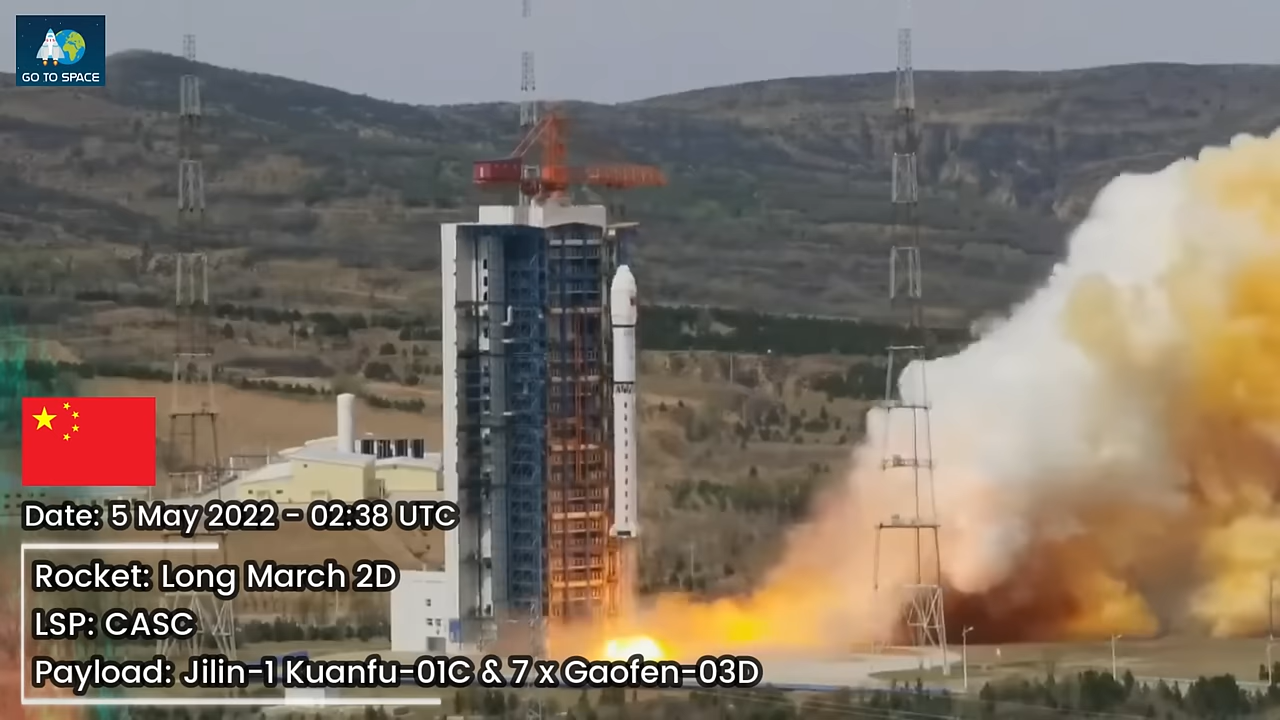 GO TO SPACE
Date: 5 May 2022 - 02:38 UTC
Rocket: Long March 2D
LSP: CASC
Payload: Jilin-1 Kuanfu-01C & 7 x Gaofen-03D